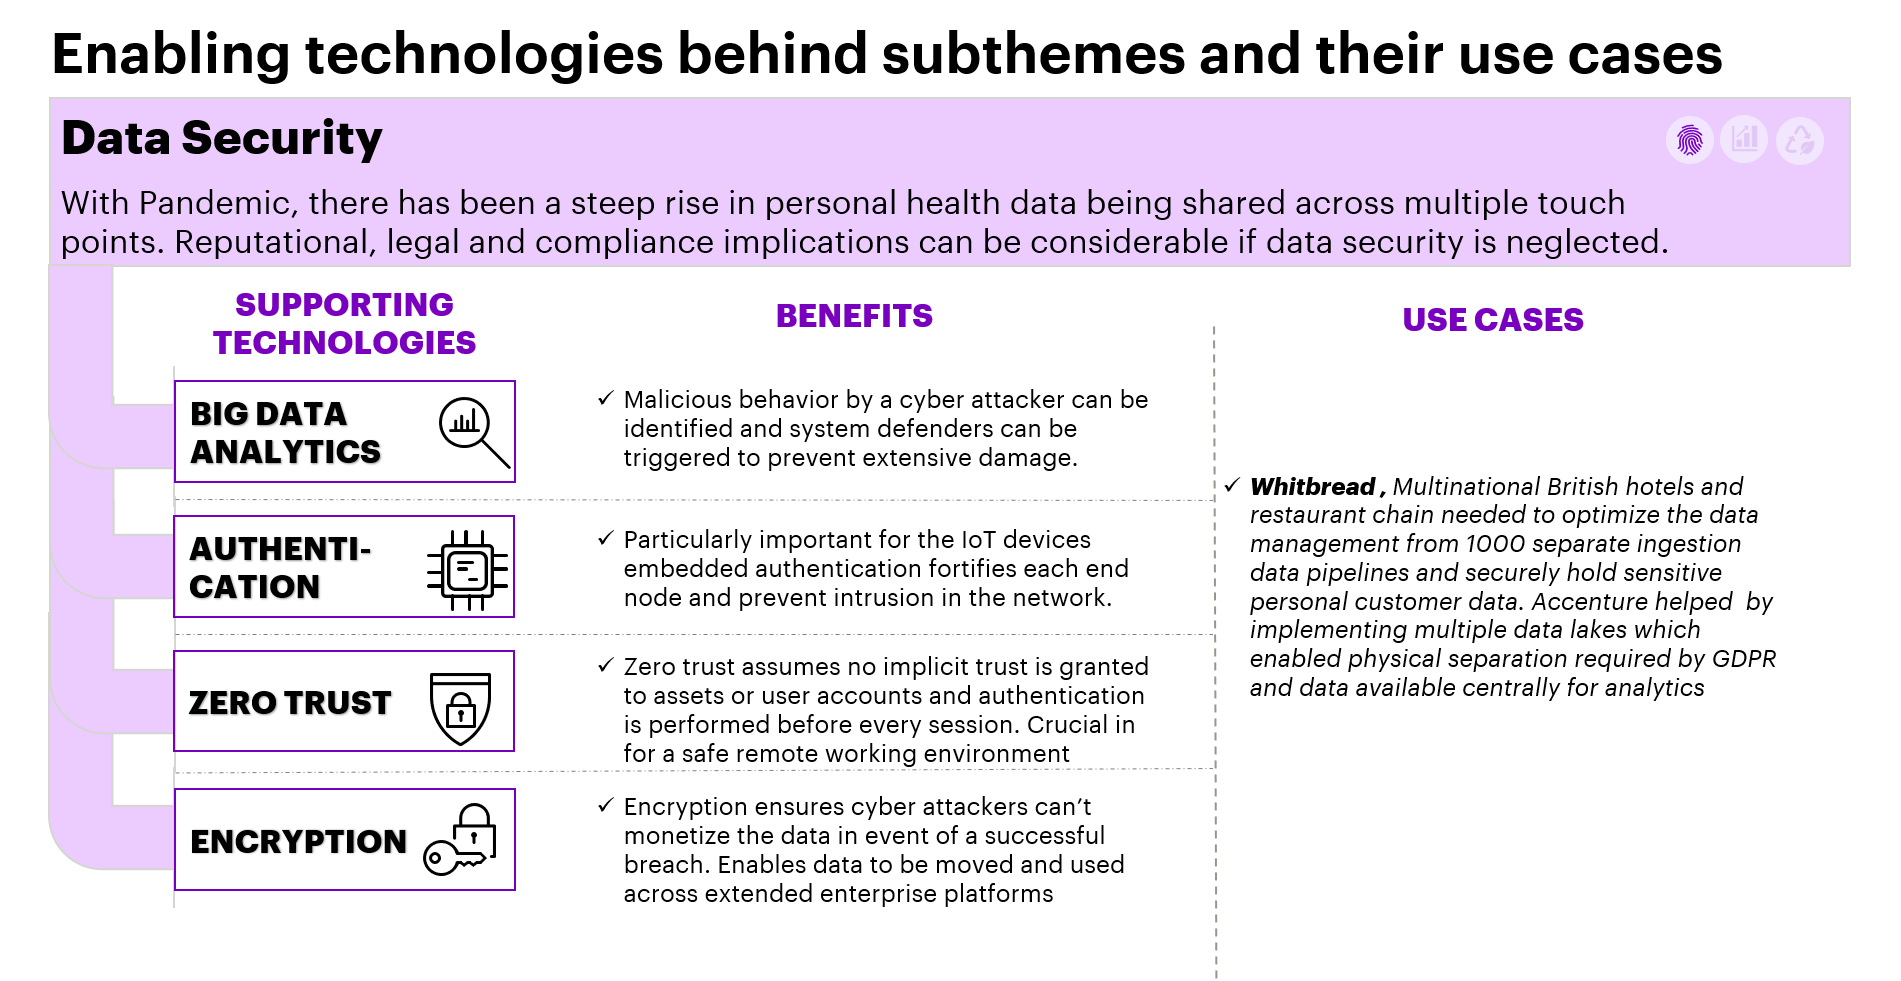 Enabling technologies behind subthemes and their use cases
Data Security
With Pandemic, there has been a steep rise in personal health data being shared across multiple touch
points. Reputational, legal and compliance implications can be considerable if data security is neglected.
SUPPORTING
TECHNOLOGIES
BENEFITS
USE CASES
BIG DATA
ANALYTICS
✓ Malicious behavior by a cyber attacker can be
identified and system defenders can be
triggered to prevent extensive damage.
AUTHENTI-
CATION
✓ Particularly important for the IoT devices
embedded authentication fortifies each end
node and prevent intrusion in the network.
ZERO TRUST
✓ Zero trust assumes no implicit trust is granted
to assets or user accounts and authentication
is performed before every session. Crucial in
for a safe remote working environment
ENCRYPTION
✓ Encryption ensures cyber attackers can’t
monetize the data in event of a successful
breach. Enables data to be moved and used
across extended enterprise platforms
✓ Whitbread , Multinational British hotels and
restaurant chain needed to optimize the data
management from 1000 separate ingestion
data pipelines and securely hold sensitive
personal customer data. Accenture helped  by
implementing multiple data lakes which
enabled physical separation required by GDPR
and data available centrally for analytics